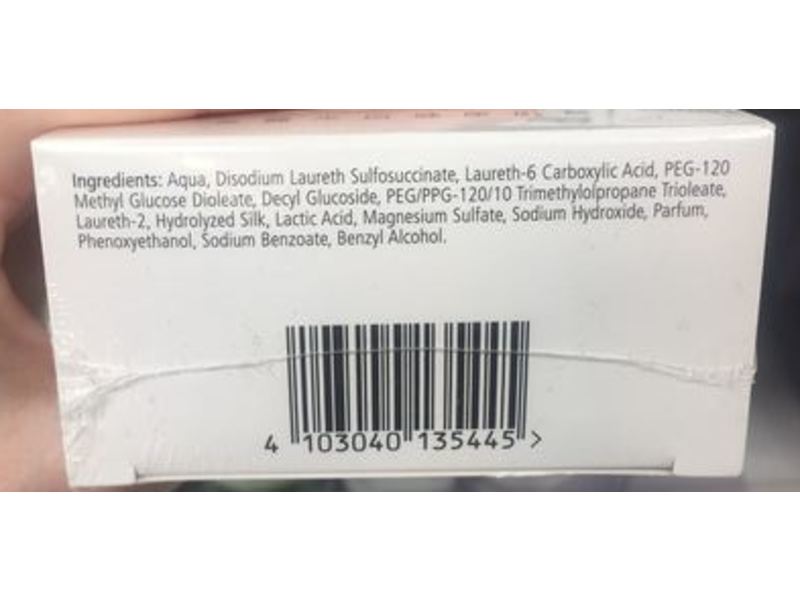 Ingredients: Aqua, Disodium Laureth Sulfosuccinate, Laureth-6 Carboxylic Acid, PEG-120
Methyl Glucose Dioleate, Decyl Glucoside, PEG/PPG-120/10 Trimethylolpropane Trioleate,
Laureth-2, Hydrolyzed Silk, Lactic Acid, Magnesium Sulfate, Sodium Hydroxide, Parfum,
Phenoxyethanol, Sodium Benzoate, Benzyl Alcohol.
4 103040 135445 >